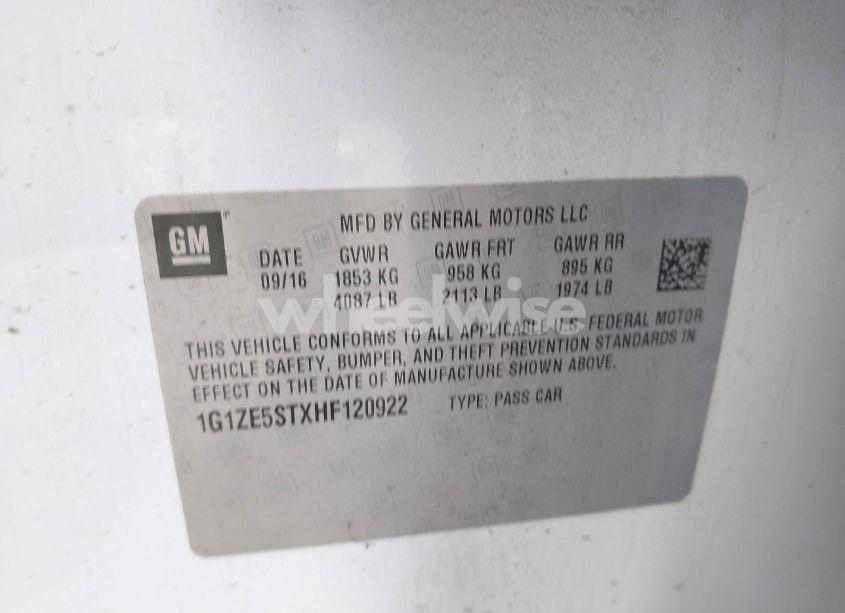 GM
MFD BY GENERAL MOTORS LLC
DATE GVWR GAWR FRT GAWR RR
09/16 1853 KG 958 KG 895 KG
4087 LB 2113 LB 1974 LB
wheelwise
THIS VEHICLE CONFORMS TO ALL APPLICABLE U.S. FEDERAL MOTOR
VEHICLE SAFETY, BUMPER, AND THEFT PREVENTION STANDARDS IN
EFFECT ON THE DATE OF MANUFACTURE SHOWN ABOVE.
1G1ZE5STXHF120922 TYPE: PASS CAR